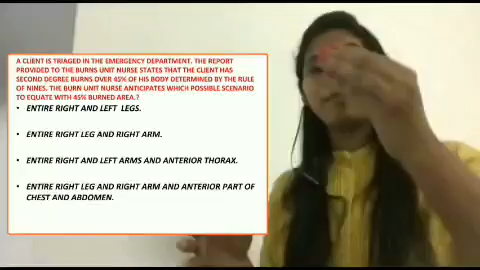 A CLIENT IS TRIAGED IN THE EMERGENCY DEPARTMENT. THE REPORT
PROVIDED TO THE BURNS UNIT NURSE STATES THAT THE CLIENT HAS
SECOND DEGREE BURNS OVER 45% OF HIS BODY DETERMINED BY THE RULE
OF NINES. THE BURN UNIT NURSE ANTICIPATES WHICH POSSIBLE SCENARIO
TO EQUATE WITH 45% BURNED AREA.?
• ENTIRE RIGHT AND LEFT LEGS.
• ENTIRE RIGHT LEG AND RIGHT ARM.
• ENTIRE RIGHT AND LEFT ARMS AND ANTERIOR THORAX.
• ENTIRE RIGHT LEG AND RIGHT ARM AND ANTERIOR PART OF
CHEST AND ABDOMEN.